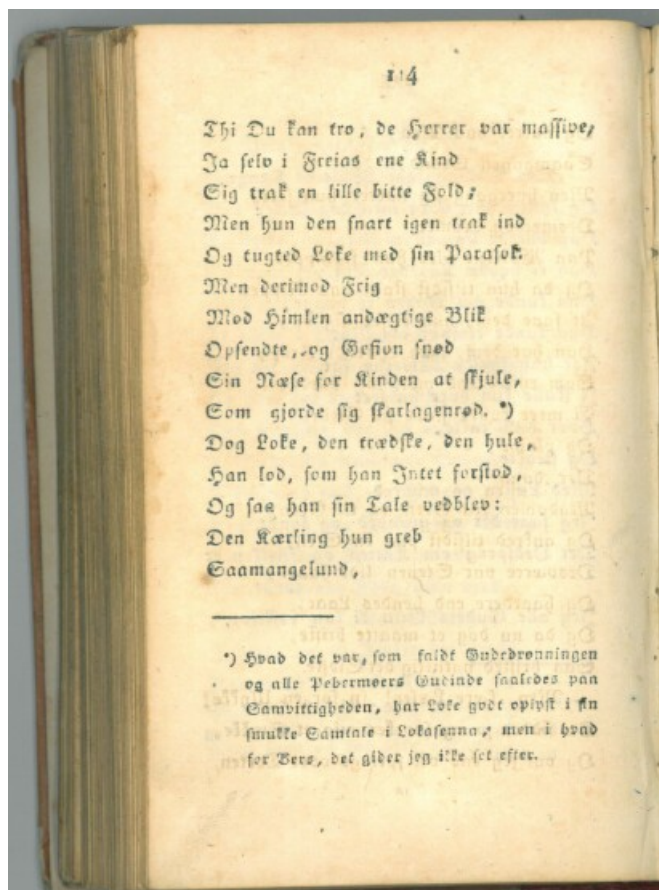 114
Thi Du kan tro, de Herrer var massive,
Ja selv i Freias ene Kind
Sig trak en lille bitte Fold;
Men hun den snart igen trak ind
Og tugted Loke med sin Parasol.
Men derimod Frig
Mod Himlen andægtige Blik
Opsendte, og Gefion snød
Sin Næse for Kinden at skjule,
Som gjorde sig skarlagenrød. *)
Dog Loke, den trædske, den hule,
Han lod, som han Intet forstod,
Og saa han sin Tale vedblev:
Den Kærling hun greb
Saamangelund,
*) Hvad det var, som faldt Gudedronningen
og alle Pebermøers Gudinde saaledes paa
Samvittigheden, har Loke godt oplyst i sin
smukke Samtale i Lokasenna, men i hvad
for Vers, det gider jeg ikke set efter.